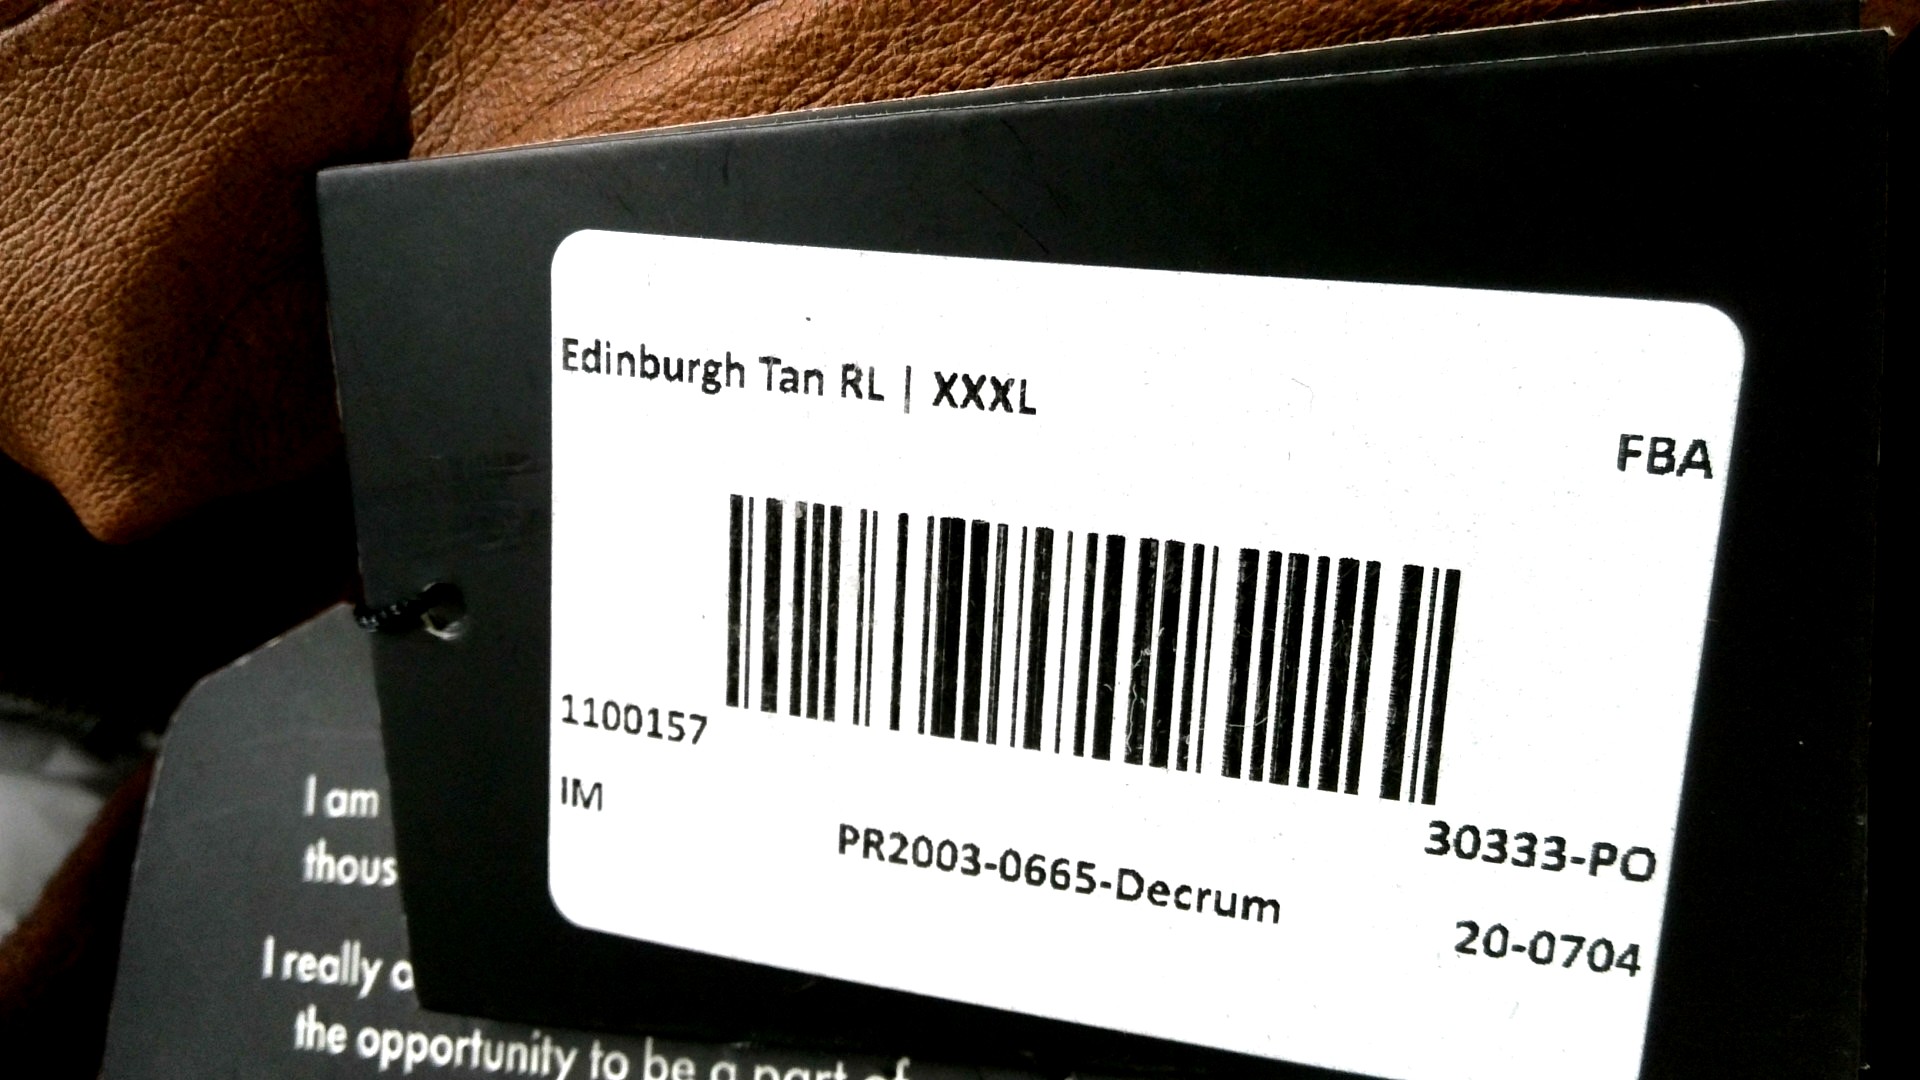 Edinburgh Tan RL | XXXL
FBA
1100157
IM
30333-PO
PR2003-0665-Decrum
20-0704
I am
thous
I really
the opportunity to be a part of